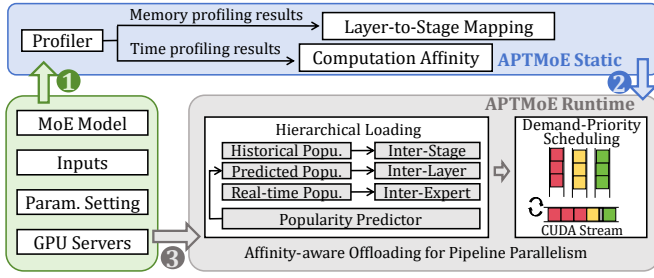 Profiler
Memory profiling results
Time profiling results
Layer-to-Stage Mapping
Computation Affinity
APTMoE Static
1
2
MoE Model
Inputs
Param. Setting
GPU Servers
3
APTMoE Runtime
Hierarchical Loading
Historical Popu. Inter-Stage
Predicted Popu. Inter-Layer
Real-time Popu. Inter-Expert
Popularity Predictor
Demand-Priority
Scheduling
CUDA Stream
Affinity-aware Offloading for Pipeline Parallelism